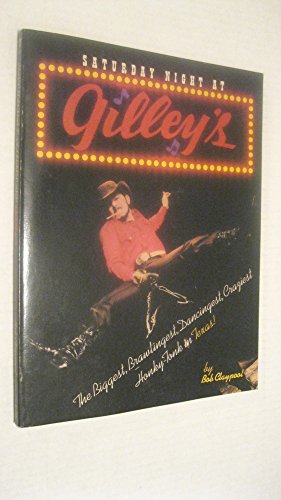 SATURDAY NIGHT AT
Gilley's
The Biggest, Brawlingest, Dancingest, Craziest
Honky Tonk in Texas!
by
Bob Claypool